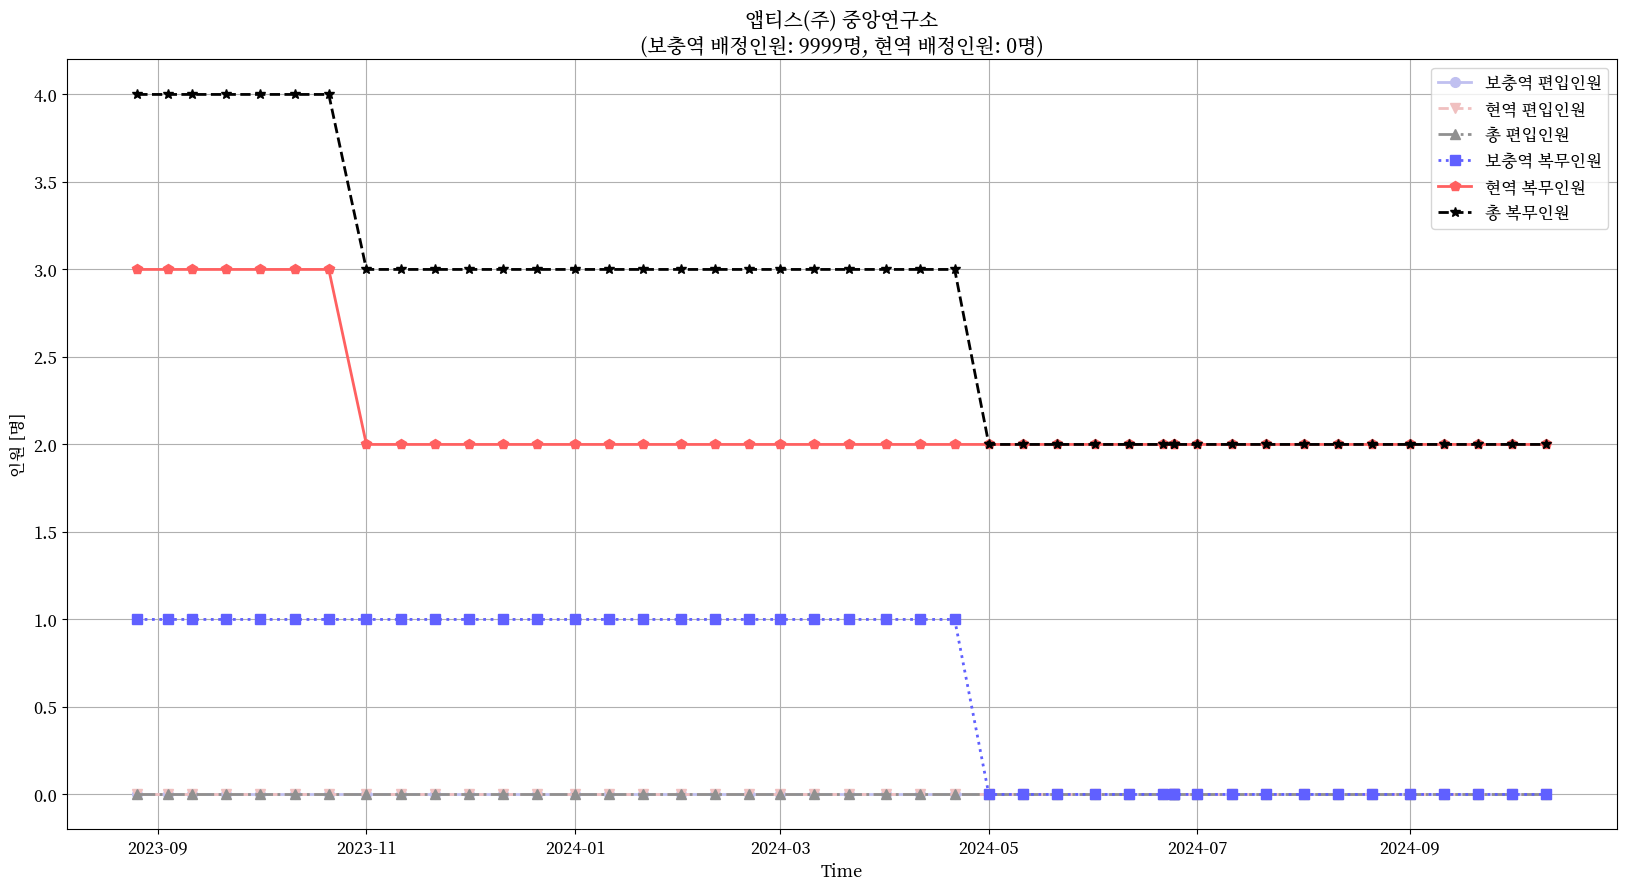 앱티스(주) 중앙연구소
(보충역 배정인원: 9999명, 현역 배정인원: 0명)
보충역 편입인원
현역 편입인원
총 편입인원
보충역 복무인원
현역 복무인원
총 복무인원
인원 [명]
4.0
3.5
3.0
2.5
2.0
1.5
1.0
0.5
0.0
2023-09
2023-11
2024-01
2024-03
2024-05
2024-07
2024-09
Time